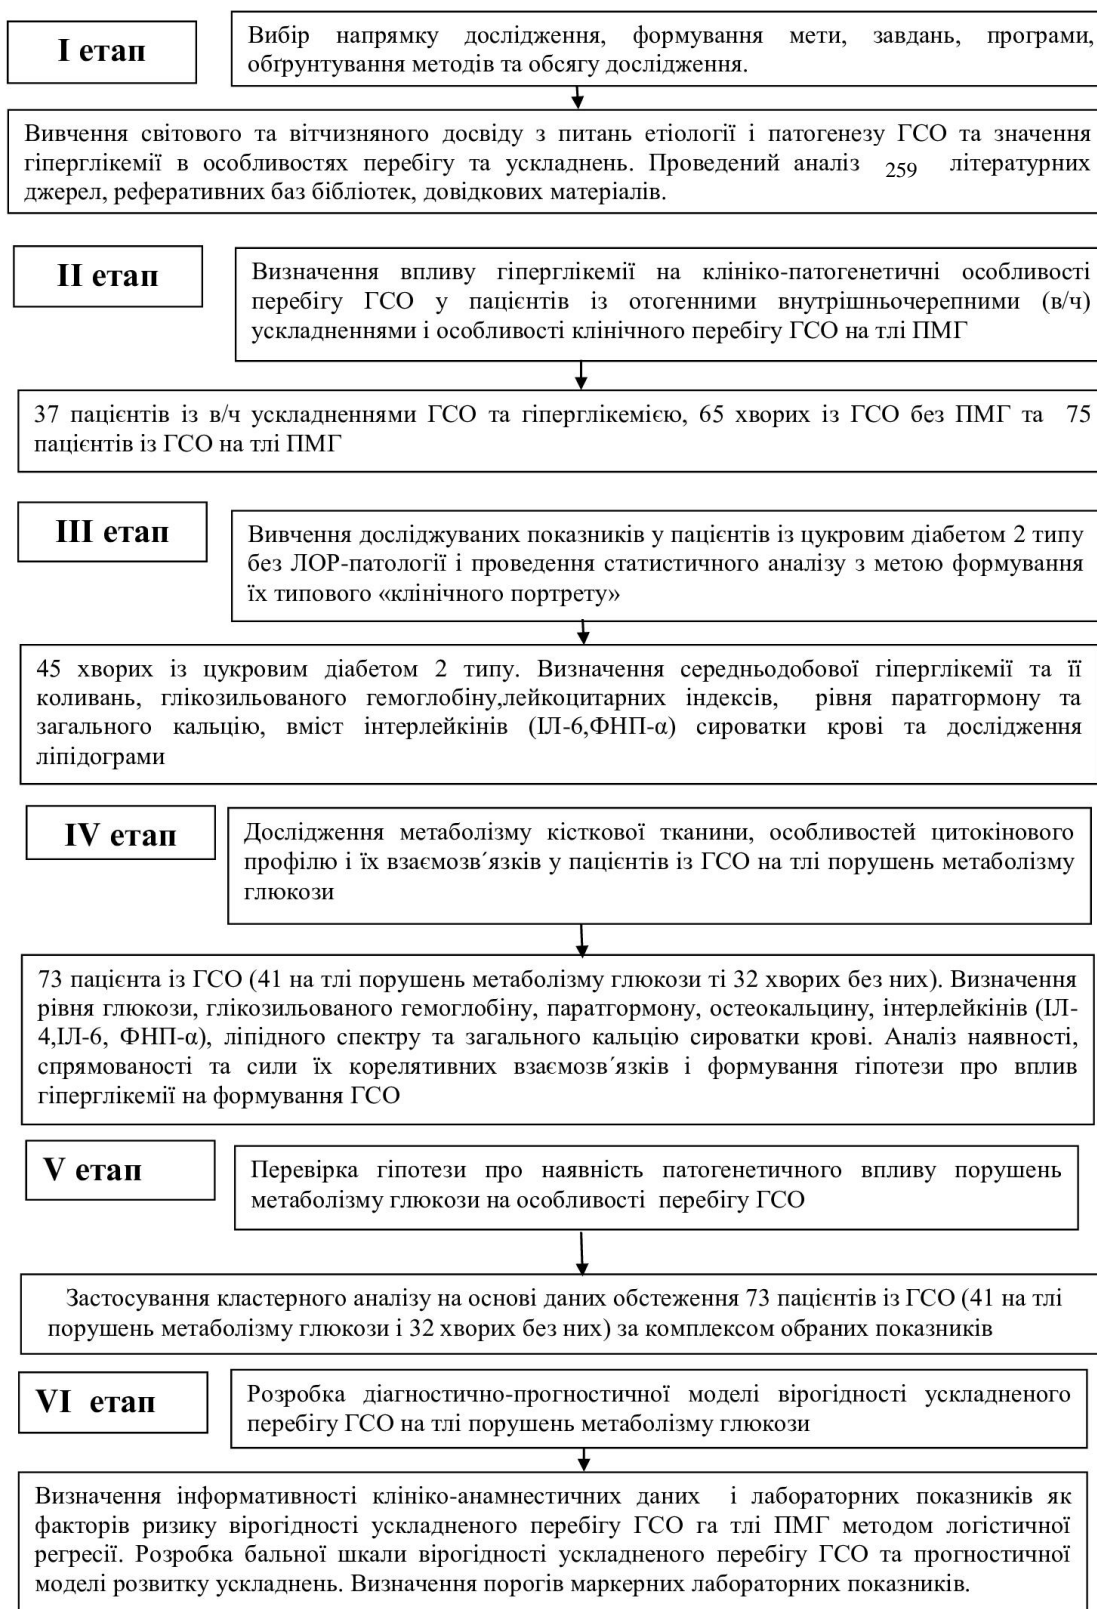 I етап
Вибір напрямку дослідження, формування мети, завдань, програми,
обґрунтування методів та обсягу дослідження.
Вивчення світового та вітчизняного досвіду з питань етіології і патогенезу ГСО та значення
гіперглікемії в особливостях перебігу та ускладнень. Проведений аналіз 259 літературних
джерел, реферативних баз бібліотек, довідкових матеріалів.
II етап
Визначення впливу гіперглікемії на клініко-патогенетичні особливості
перебігу ГСО у пацієнтів із отогенними внутрішньочерепними (в/ч)
ускладненнями і особливості клінічного перебігу ГСО на тлі ПМГ
37 пацієнтів із в/ч ускладненнями ГСО та гіперглікемією, 65 хворих із ГСО без ПМГ та 75
пацієнтів із ГСО на тлі ПМГ
III етап
Вивчення досліджуваних показників у пацієнтів із цукровим діабетом 2 типу
без ЛОР-патології і проведення статистичного аналізу з метою формування
їх типового «клінічного портрету»
45 хворих із цукровим діабетом 2 типу. Визначення середньодобової гіперглікемії та її
коливань, глікозильованого гемоглобіну,лейкоцитарних індексів, рівня паратгормону та
загального кальцію, вміст інтерлейкінів (ІЛ-6,ФНП-α) сироватки крові та дослідження
ліпідограми
IV етап
Дослідження метаболізму кісткової тканини, особливостей цитокінового
профілю і їх взаємозв´язків у пацієнтів із ГСО на тлі порушень метаболізму
глюкози
73 пацієнта із ГСО (41 на тлі порушень метаболізму глюкози ті 32 хворих без них). Визначення
рівня глюкози, глікозильованого гемоглобіну, паратгормону, остеокальцину, інтерлейкінів (ІЛ-
4,ІЛ-6, ФНП-α), ліпідного спектру та загального кальцію сироватки крові. Аналіз наявності,
спрямованості та сили їх корелятивних взаємозв´язків і формування гіпотези про вплив
гіперглікемії на формування ГСО
V етап
Перевірка гіпотези про наявність патогенетичного впливу порушень
метаболізму глюкози на особливості перебігу ГСО
Застосування кластерного аналізу на основі даних обстеження 73 пацієнтів із ГСО (41 на тлі
порушень метаболізму глюкози і 32 хворих без них) за комплексом обраних показників
VI етап
Розробка діагностично-прогностичної моделі вірогідності ускладненого
перебігу ГСО на тлі порушень метаболізму глюкози
Визначення інформативності клініко-анамнестичних даних і лабораторних показників як
факторів ризику вірогідності ускладненого перебігу ГСО га тлі ПМГ методом логістичної
регресії. Розробка бальної шкали вірогідності ускладненого перебігу ГСО та прогностичної
моделі розвитку ускладнень. Визначення порогів маркерних лабораторних показників.